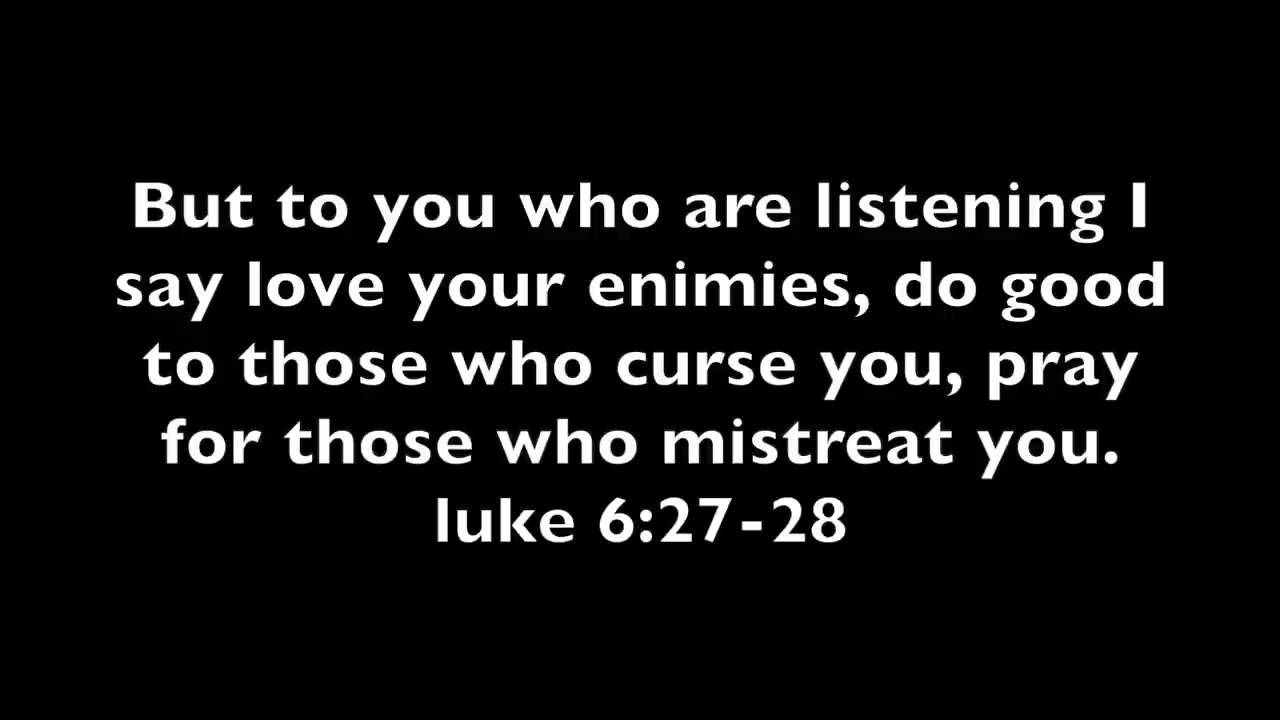 But to you who are listening I
say love your enimies, do good
to those who curse you, pray
for those who mistreat you.
luke 6:27-28